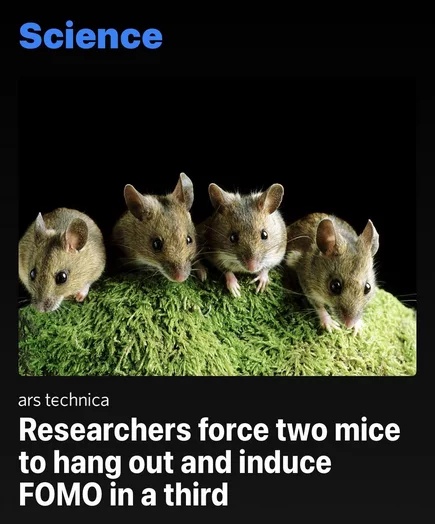 Science
ars technica
Researchers force two mice
to hang out and induce
FOMO in a third